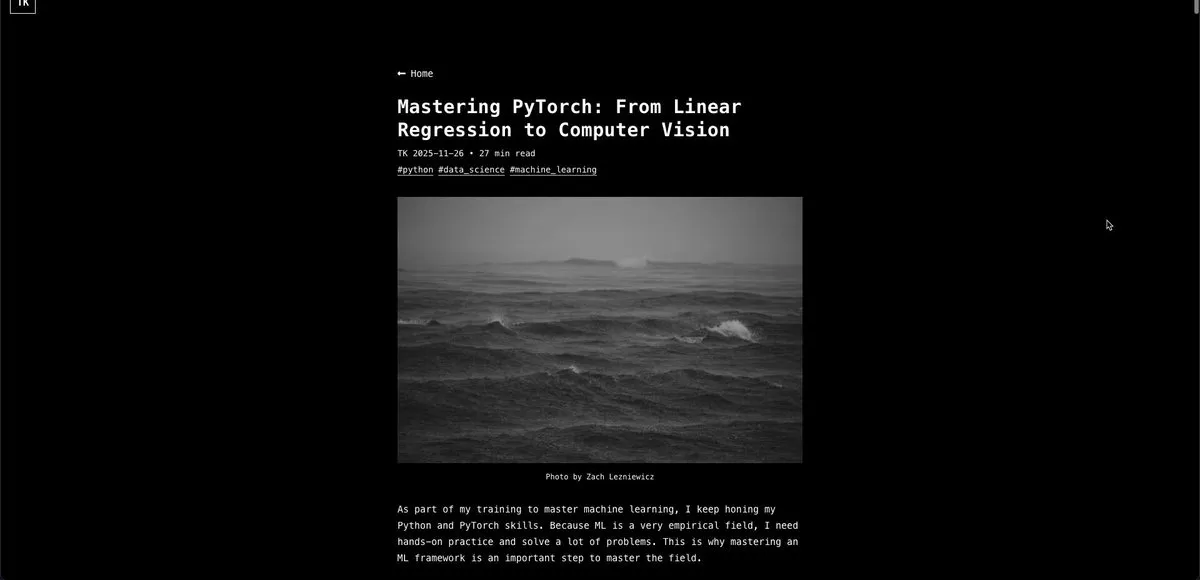 TK
← Home
Mastering PyTorch: From Linear
Regression to Computer Vision
TK 2025-11-26 • 27 min read
#python #data_science #machine_learning
Photo by Zach Lezniewicz
As part of my training to master machine learning, I keep honing my
Python and PyTorch skills. Because ML is a very empirical field, I need
hands-on practice and solve a lot of problems. This is why mastering an
ML framework is an important step to master the field.